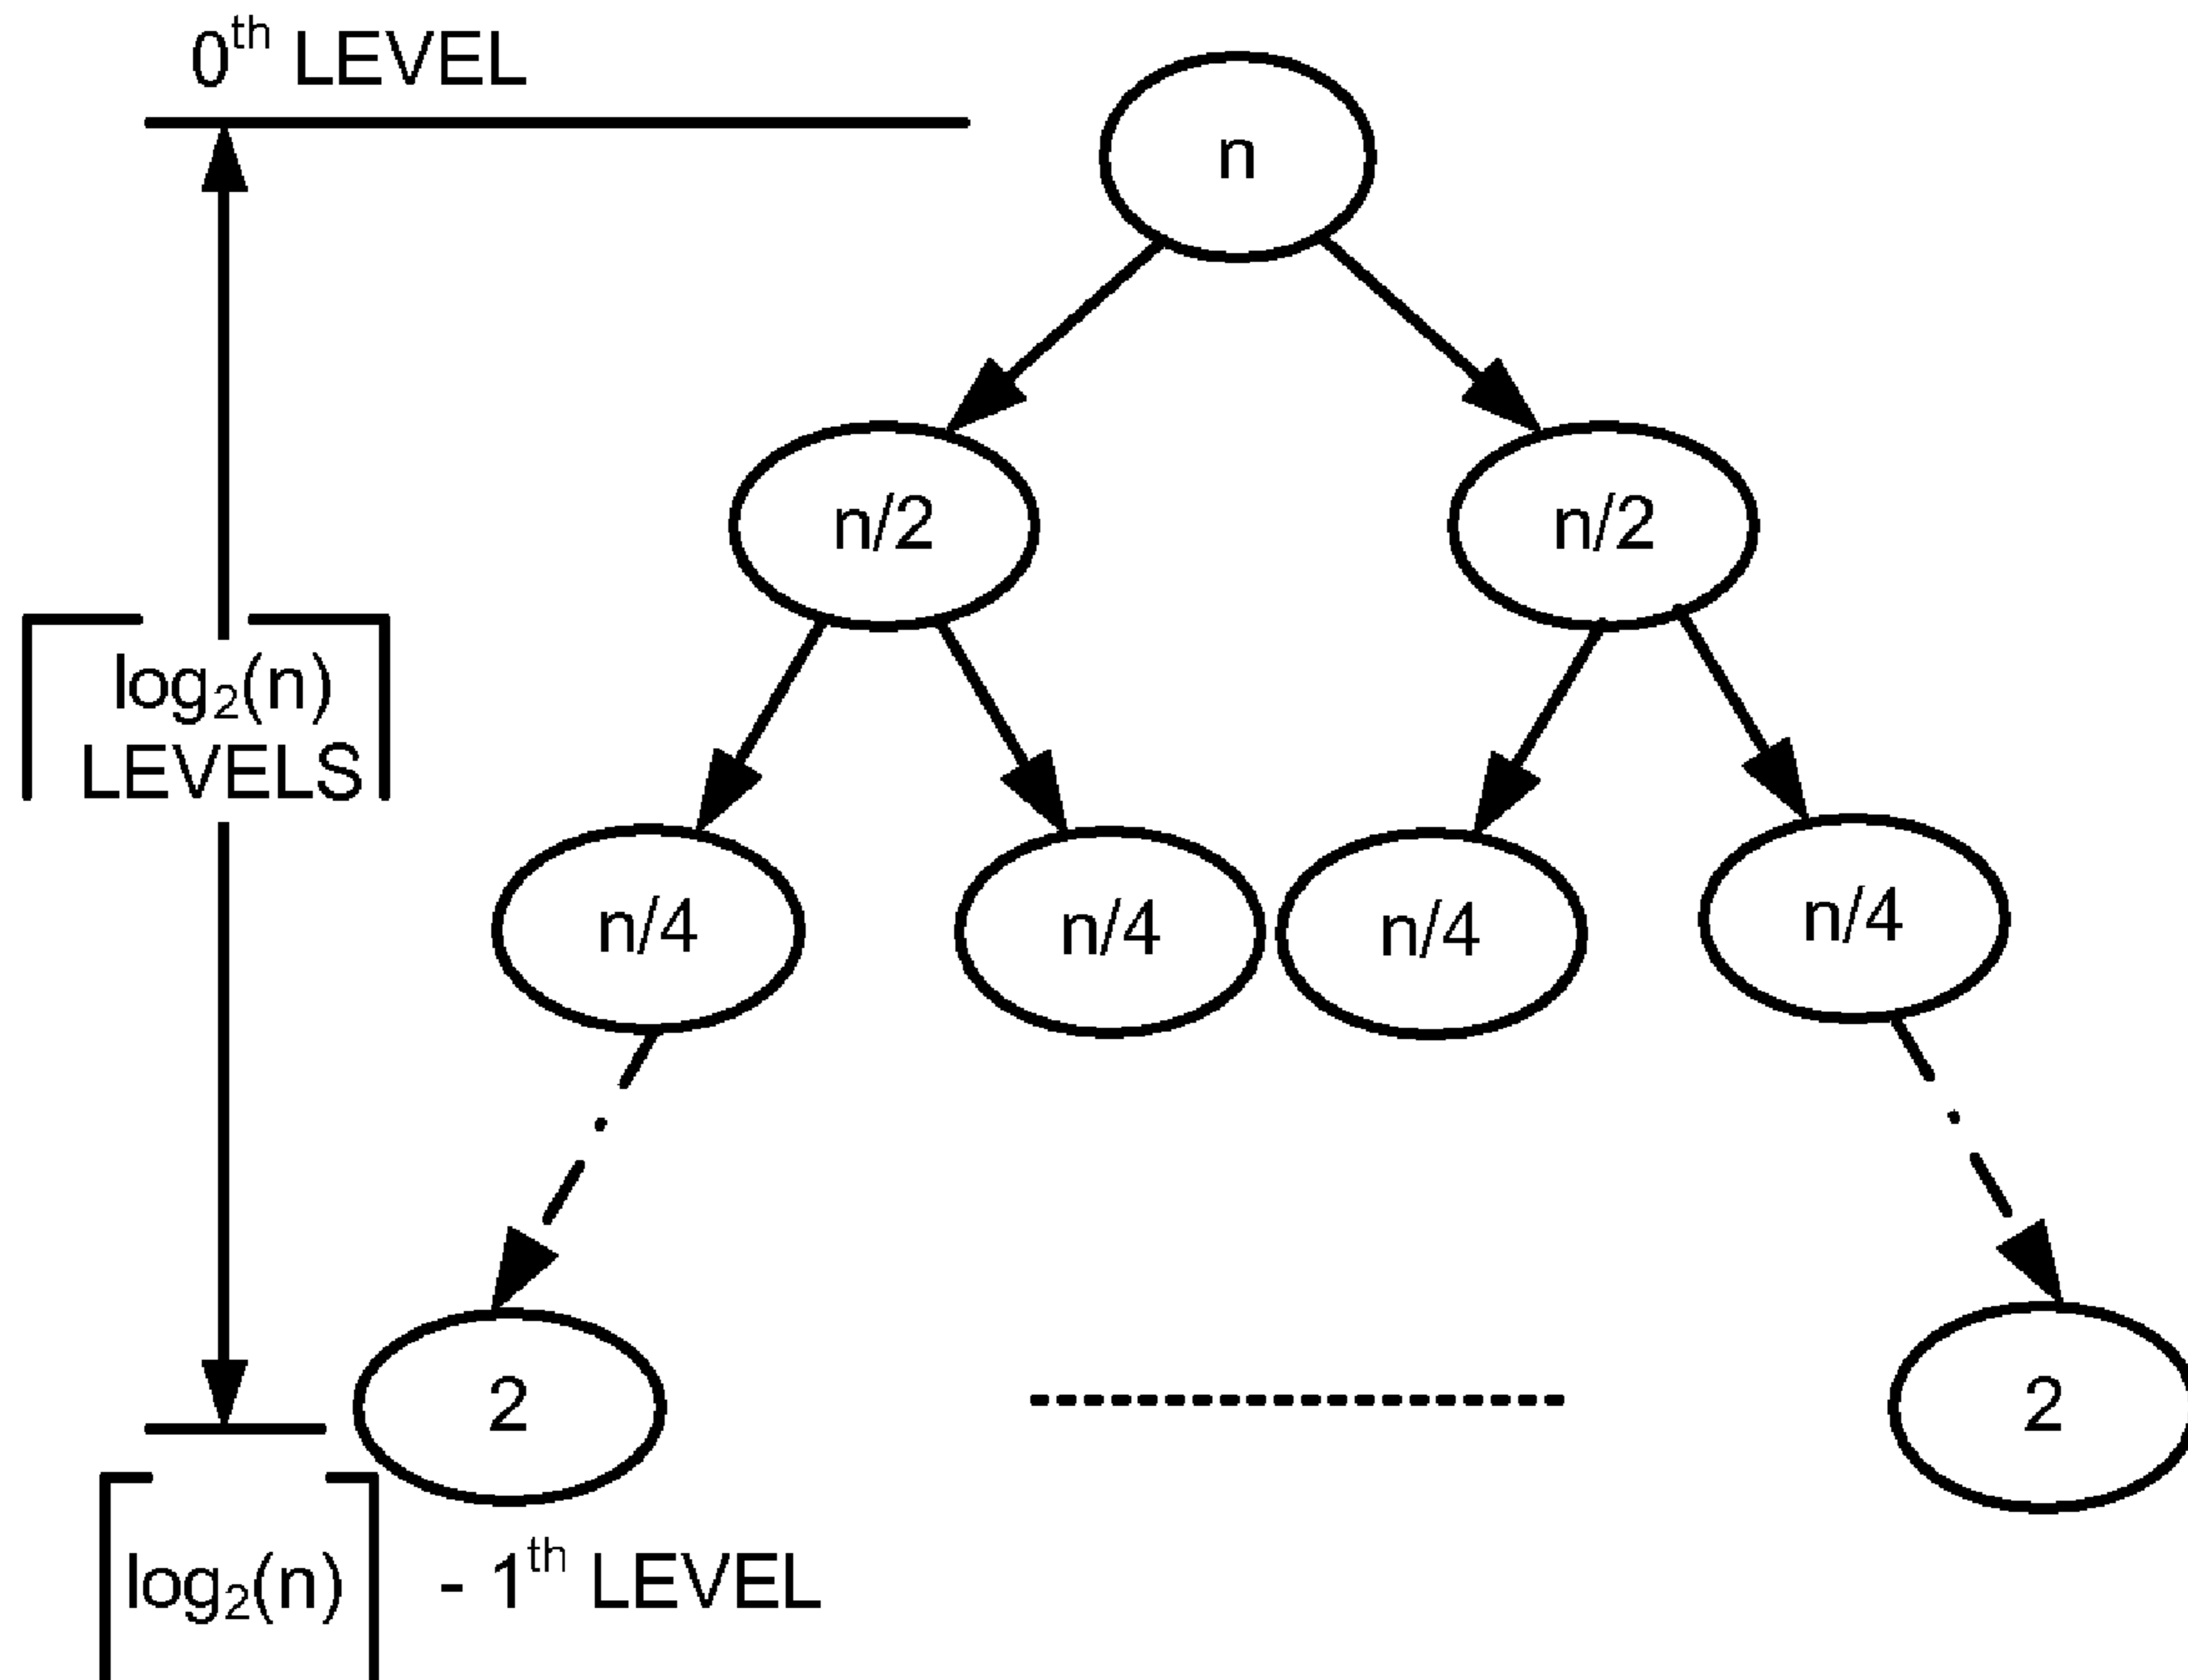 0th LEVEL
n
n/2 n/2
⌈log₂(n)
LEVELS⌉
n/4 n/4 n/4 n/4
2 2
⌈log₂(n)⌉ - 1th LEVEL